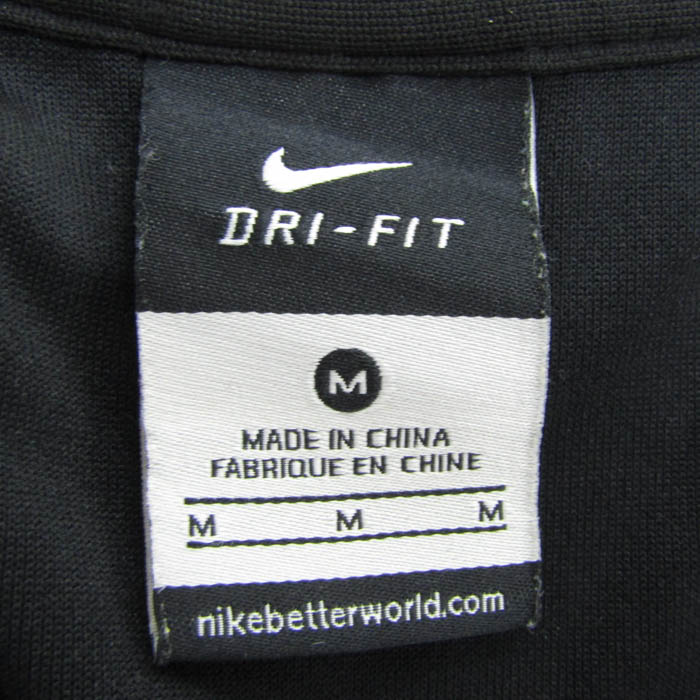 DRI-FIT
M
MADE IN CHINA
FABRIQUE EN CHINE
M M M
nikebetterworld.com